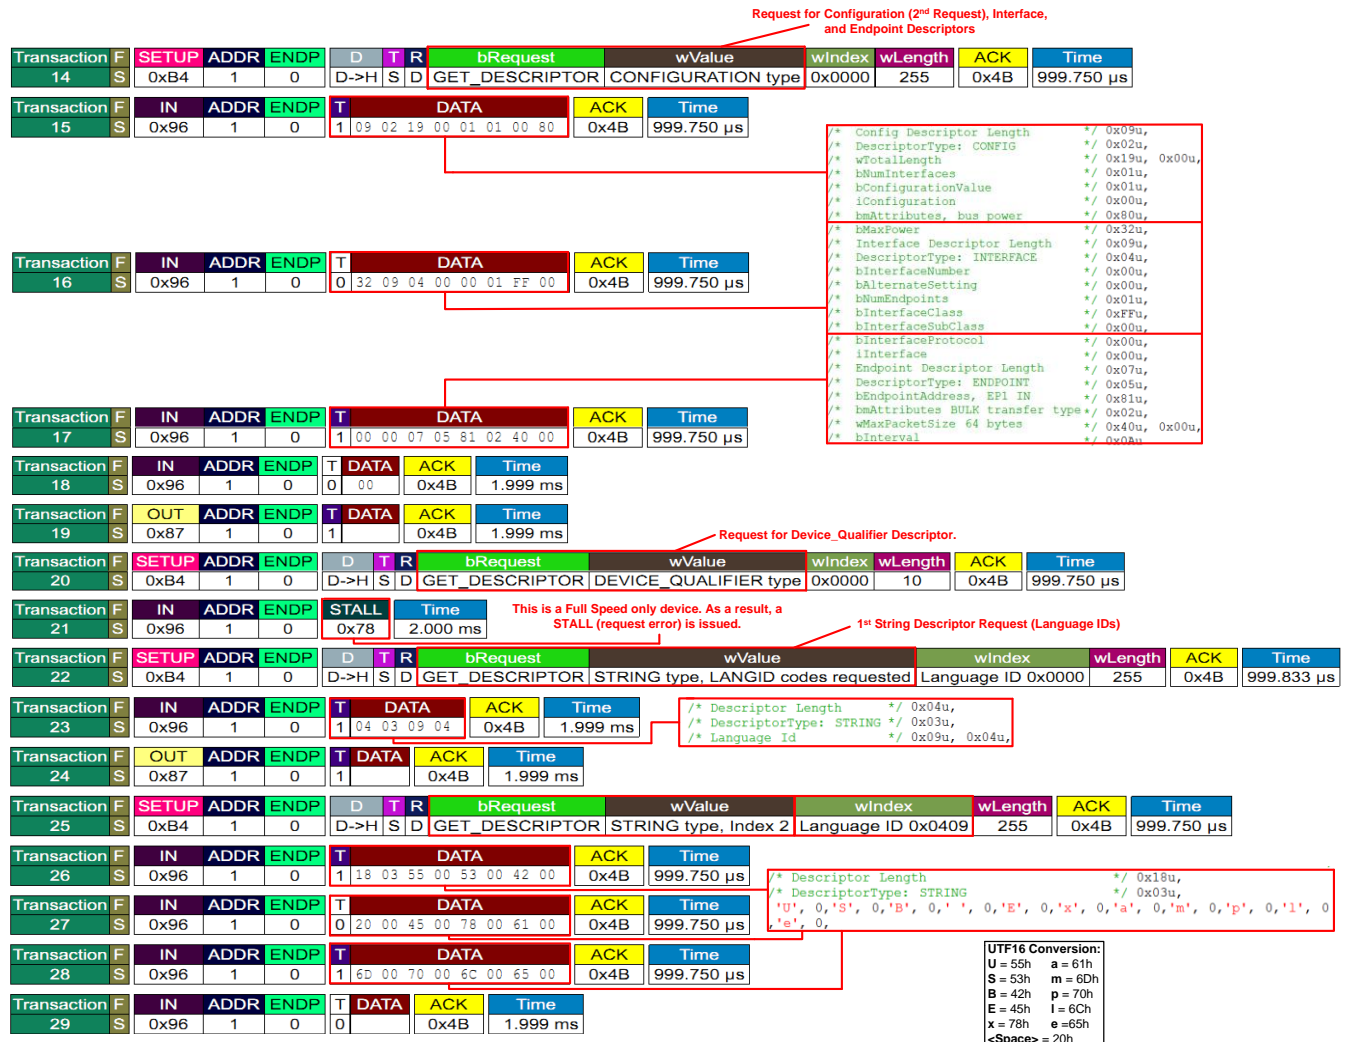 Request for Configuration (2nd Request), Interface,
and Endpoint Descriptors
Transaction F SETUP ADDR ENDP D T R bRequest wValue wIndex wLength ACK Time
14 S 0xB4 1 0 D->H S D GET_DESCRIPTOR CONFIGURATION type 0x0000 255 0x4B 999.750 µs
Transaction F IN ADDR ENDP T DATA ACK Time
15 S 0x96 1 0 1 09 02 19 00 01 01 00 80 0x4B 999.750 µs
/* Config Descriptor Length */ 0x09u,
/* DescriptorType: CONFIG */ 0x02u,
/* wTotalLength */ 0x19u, 0x00u,
/* bNumInterfaces */ 0x01u,
/* bConfigurationValue */ 0x01u,
/* iConfiguration */ 0x00u,
/* bmAttributes, bus power */ 0x80u,
/* bMaxPower */ 0x32u,
/* Interface Descriptor Length */ 0x09u,
/* DescriptorType: INTERFACE */ 0x04u,
/* bInterfaceNumber */ 0x00u,
/* bAlternateSetting */ 0x00u,
/* bNumEndpoints */ 0x01u,
/* bInterfaceClass */ 0xFFu,
/* bInterfaceSubClass */ 0x00u,
/* bInterfaceProtocol */ 0x00u,
/* iInterface */ 0x00u,
/* Endpoint Descriptor Length */ 0x07u,
/* DescriptorType: ENDPOINT */ 0x05u,
/* bEndpointAddress, EP1 IN */ 0x81u,
/* bmAttributes BULK transfer type */ 0x02u,
/* wMaxPacketSize 64 bytes */ 0x40u, 0x00u,
/* bInterval */ 0x0Au
Transaction F IN ADDR ENDP T DATA ACK Time
16 S 0x96 1 0 0 32 09 04 00 00 01 FF 00 0x4B 999.750 µs
Transaction F IN ADDR ENDP T DATA ACK Time
17 S 0x96 1 0 1 00 00 07 05 81 02 40 00 0x4B 999.750 µs
Transaction F IN ADDR ENDP T DATA ACK Time
18 S 0x96 1 0 0 00 0x4B 1.999 ms
Transaction F OUT ADDR ENDP T DATA ACK Time
19 S 0x87 1 0 1 0x4B 1.999 ms
Request for Device_Qualifier Descriptor.
Transaction F SETUP ADDR ENDP D T R bRequest wValue wIndex wLength ACK Time
20 S 0xB4 1 0 D->H S D GET_DESCRIPTOR DEVICE_QUALIFIER type 0x0000 10 0x4B 999.750 µs
Transaction F IN ADDR ENDP STALL Time
21 S 0x96 1 0 0x78 2.000 ms
This is a Full Speed only device. As a result, a
STALL (request error) is issued.
1st String Descriptor Request (Language IDs)
Transaction F SETUP ADDR ENDP D T R bRequest wValue wIndex wLength ACK Time
22 S 0xB4 1 0 D->H S D GET_DESCRIPTOR STRING type, LANGID codes requested Language ID 0x0000 255 0x4B 999.833 µs
Transaction F IN ADDR ENDP T DATA ACK Time
23 S 0x96 1 0 1 04 03 09 04 0x4B 1.999 ms
/* Descriptor Length */ 0x04u,
/* DescriptorType: STRING */ 0x03u,
/* Language Id */ 0x09u, 0x04u,
Transaction F OUT ADDR ENDP T DATA ACK Time
24 S 0x87 1 0 1 0x4B 1.999 ms
Transaction F SETUP ADDR ENDP D T R bRequest wValue wIndex wLength ACK Time
25 S 0xB4 1 0 D->H S D GET_DESCRIPTOR STRING type, Index 2 Language ID 0x0409 255 0x4B 999.750 µs
Transaction F IN ADDR ENDP T DATA ACK Time
26 S 0x96 1 0 1 18 03 55 00 53 00 42 00 0x4B 999.750 µs
/* Descriptor Length */ 0x18u,
/* DescriptorType: STRING */ 0x03u,
'U', 0,'S', 0,'B', 0,' ', 0,'E', 0,'x', 0,'a', 0,'m', 0,'p', 0,'l', 0
,'e', 0,
Transaction F IN ADDR ENDP T DATA ACK Time
27 S 0x96 1 0 0 20 00 45 00 78 00 61 00 0x4B 999.750 µs
Transaction F IN ADDR ENDP T DATA ACK Time
28 S 0x96 1 0 1 6D 00 70 00 6C 00 65 00 0x4B 999.750 µs
Transaction F IN ADDR ENDP T DATA ACK Time
29 S 0x96 1 0 0 0x4B 1.999 ms
UTF16 Conversion:
U = 55h a = 61h
S = 53h m = 6Dh
B = 42h p = 70h
E = 45h l = 6Ch
x = 78h e =65h
<Space> = 20h